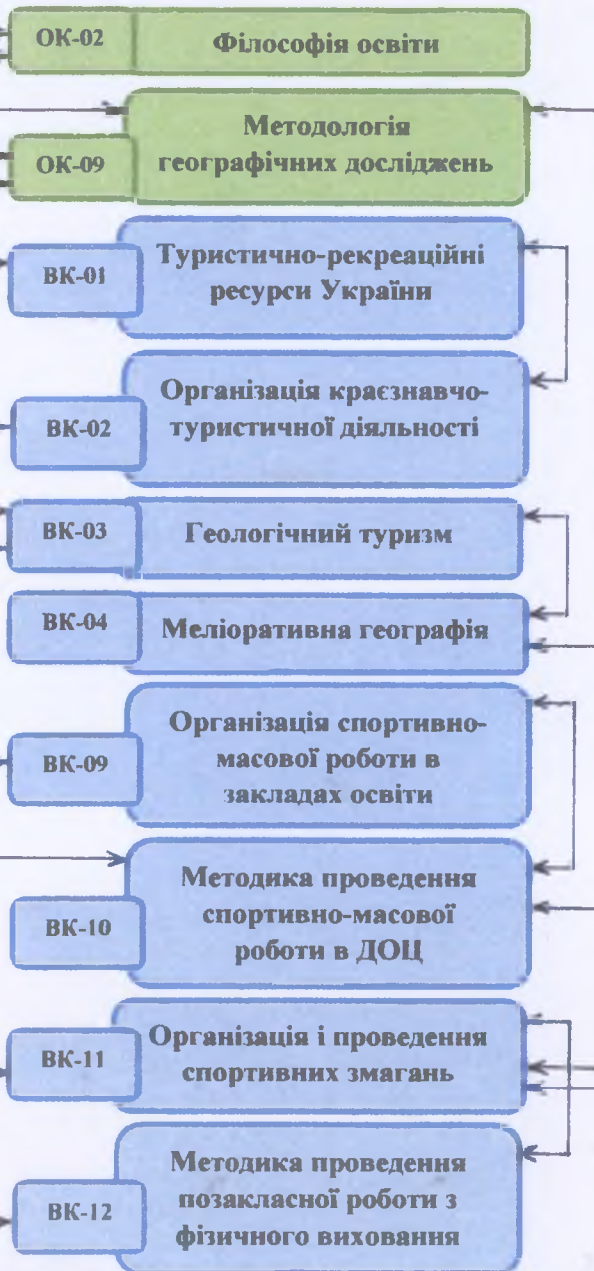 ОК-02
Філософія освіти
Методологія
географічних досліджень
ОК-09
Туристично-рекреаційні
ресурси України
ВК-01
Організація краєзнавчо-
туристичної діяльності
ВК-02
ВК-03
Геологічний туризм
ВК-04
Меліоративна географія
Організація спортивно-
масової роботи в
закладах освіти
ВК-09
Методика проведення
спортивно-масової
роботи в ДОЦ
ВК-10
Організація і проведення
спортивних змагань
ВК-11
Методика проведення
позакласної роботи з
фізичного виховання
ВК-12